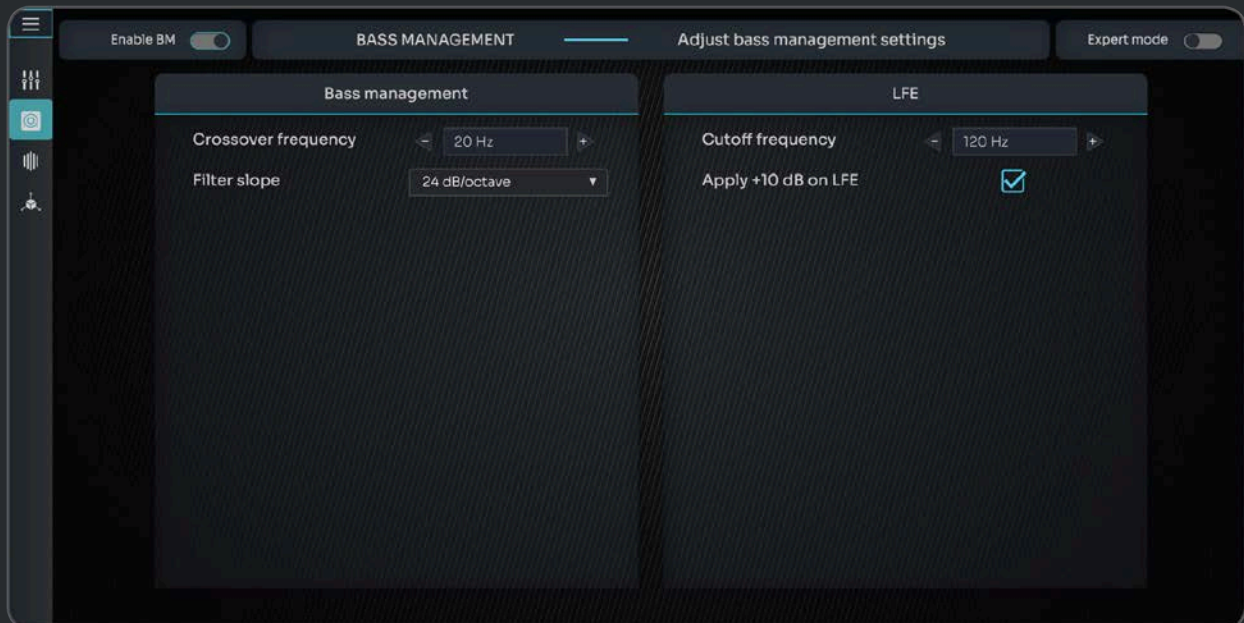 Enable BM
BASS MANAGEMENT
Adjust bass management settings
Expert mode
Bass management
Crossover frequency
- 20 Hz +
Filter slope
24 dB/octave
LFE
Cutoff frequency
- 120 Hz +
Apply +10 dB on LFE